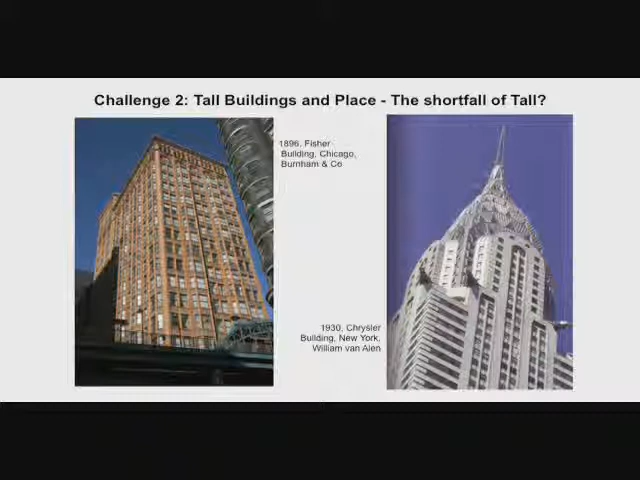 Challenge 2: Tall Buildings and Place - The shortfall of Tall?
1896, Fisher
Building, Chicago,
Burnham & Co
1930, Chrysler
Building, New York,
William van Alen